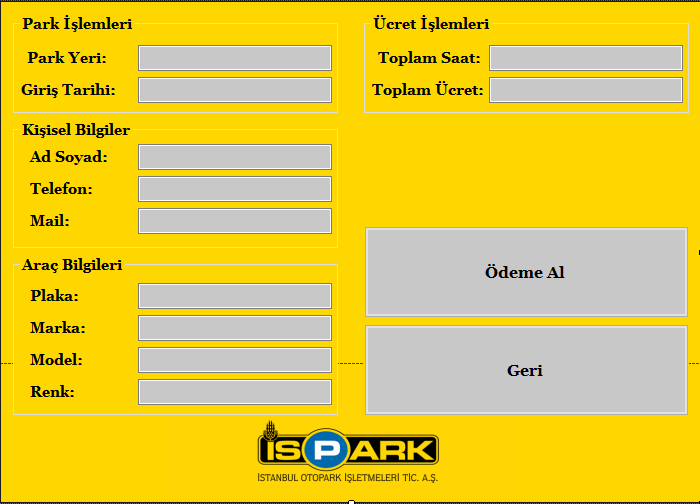 Park İşlemleri
Park Yeri:
Giriş Tarihi:
Kişisel Bilgiler
Ad Soyad:
Telefon:
Mail:
Araç Bilgileri
Plaka:
Marka:
Model:
Renk:
Ücret İşlemleri
Toplam Saat:
Toplam Ücret:
Ödeme Al
Geri
İSPARK
İSTANBUL OTOPARK İŞLETMELERİ TİC. A.Ş.